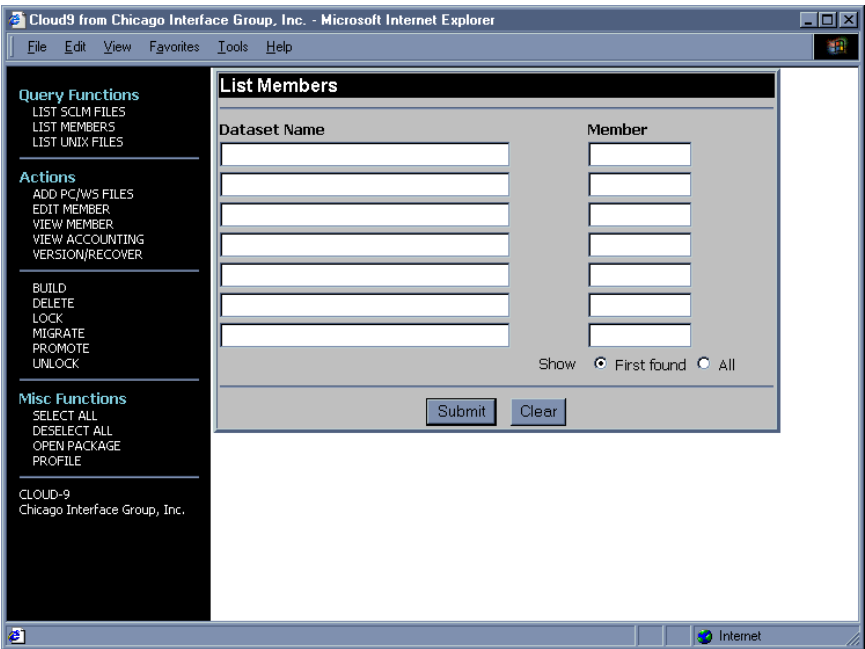 Cloud9 from Chicago Interface Group, Inc. - Microsoft Internet Explorer
File Edit View Favorites Tools Help
Query Functions
LIST SCLM FILES
LIST MEMBERS
LIST UNIX FILES
Actions
ADD PC/WS FILES
EDIT MEMBER
VIEW MEMBER
VIEW ACCOUNTING
VERSION/RECOVER
BUILD
DELETE
LOCK
MIGRATE
PROMOTE
UNLOCK
Misc Functions
SELECT ALL
DESELECT ALL
OPEN PACKAGE
PROFILE
CLOUD-9
Chicago Interface Group, Inc.
List Members
Dataset Name Member
Show First found All
Submit Clear
Internet